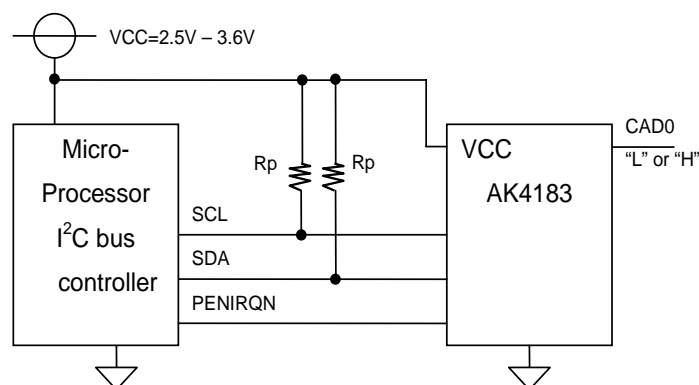 VCC=2.5V – 3.6V
Micro-
Processor
I²C bus
controller
Rp
Rp
SCL
SDA
PENIRQN
VCC
AK4183
CAD0
“L” or “H”